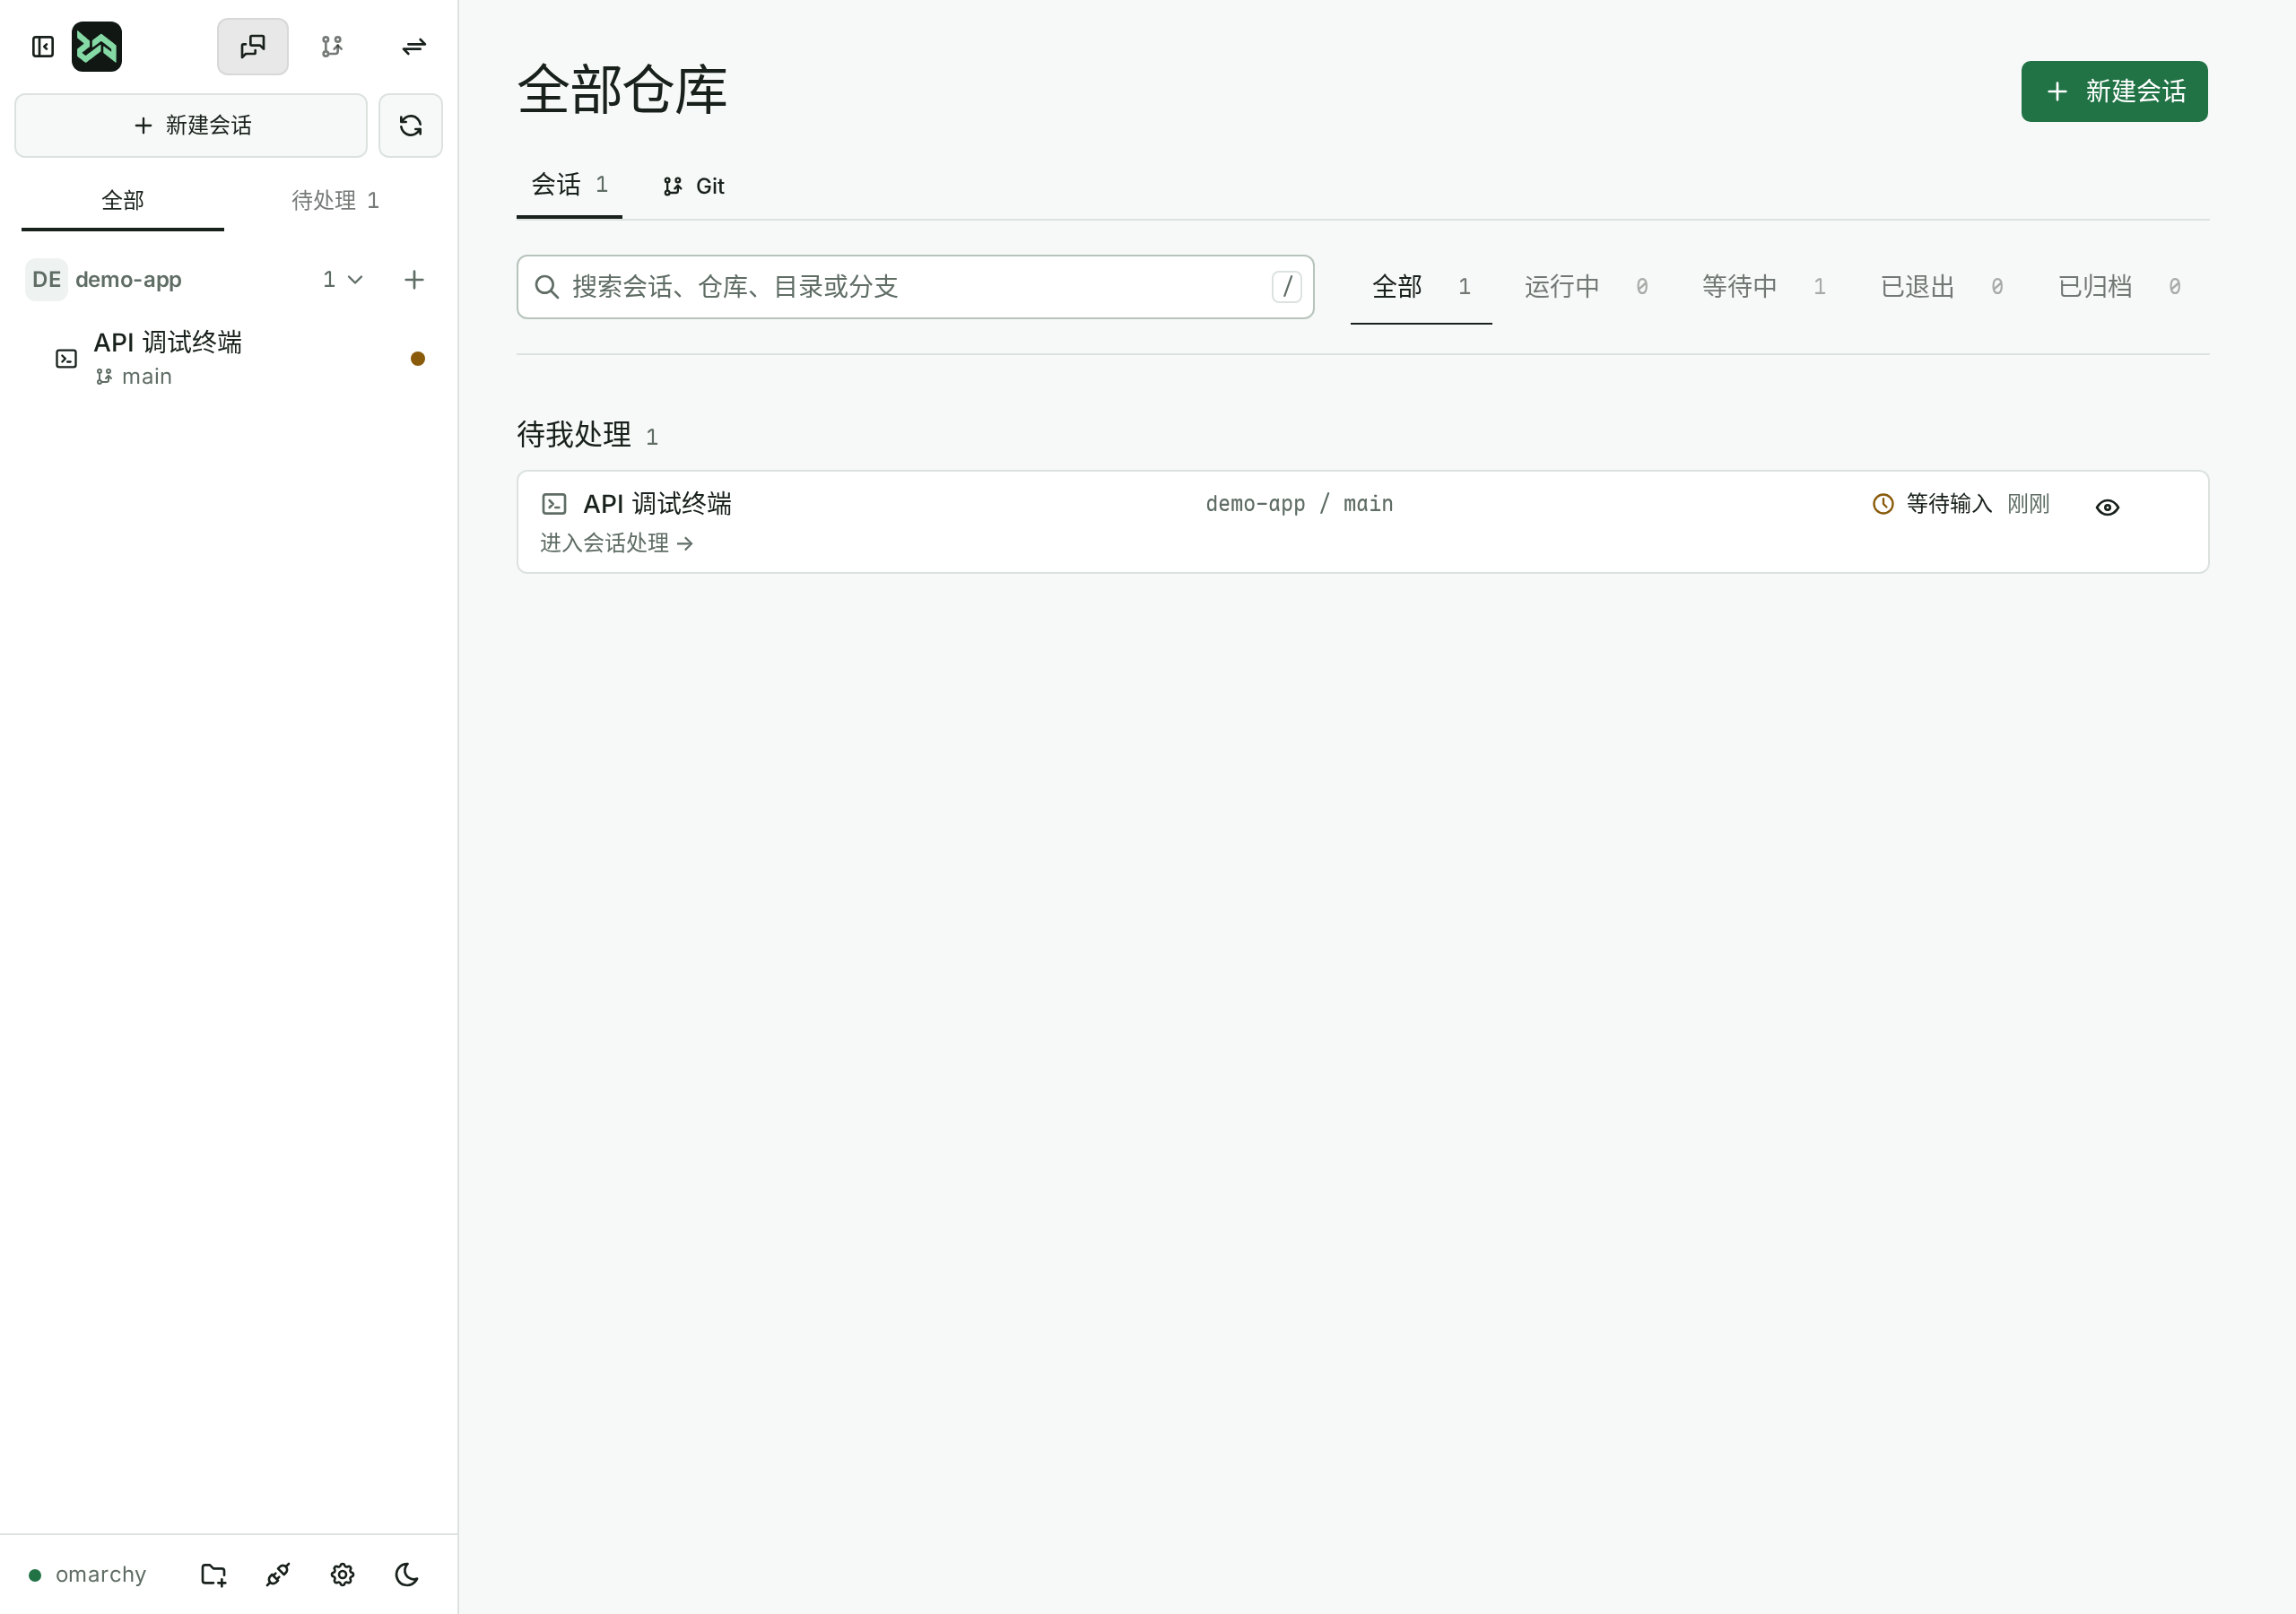 新建会话
全部 待处理 1
DE demo-app 1
API 调试终端
main
omarchy
全部仓库
新建会话
会话 1 Git
搜索会话、仓库、目录或分支 /
全部 1 运行中 0 等待中 1 已退出 0 已归档 0
待我处理 1
API 调试终端 demo-app / main 等待输入 刚刚
进入会话处理 →